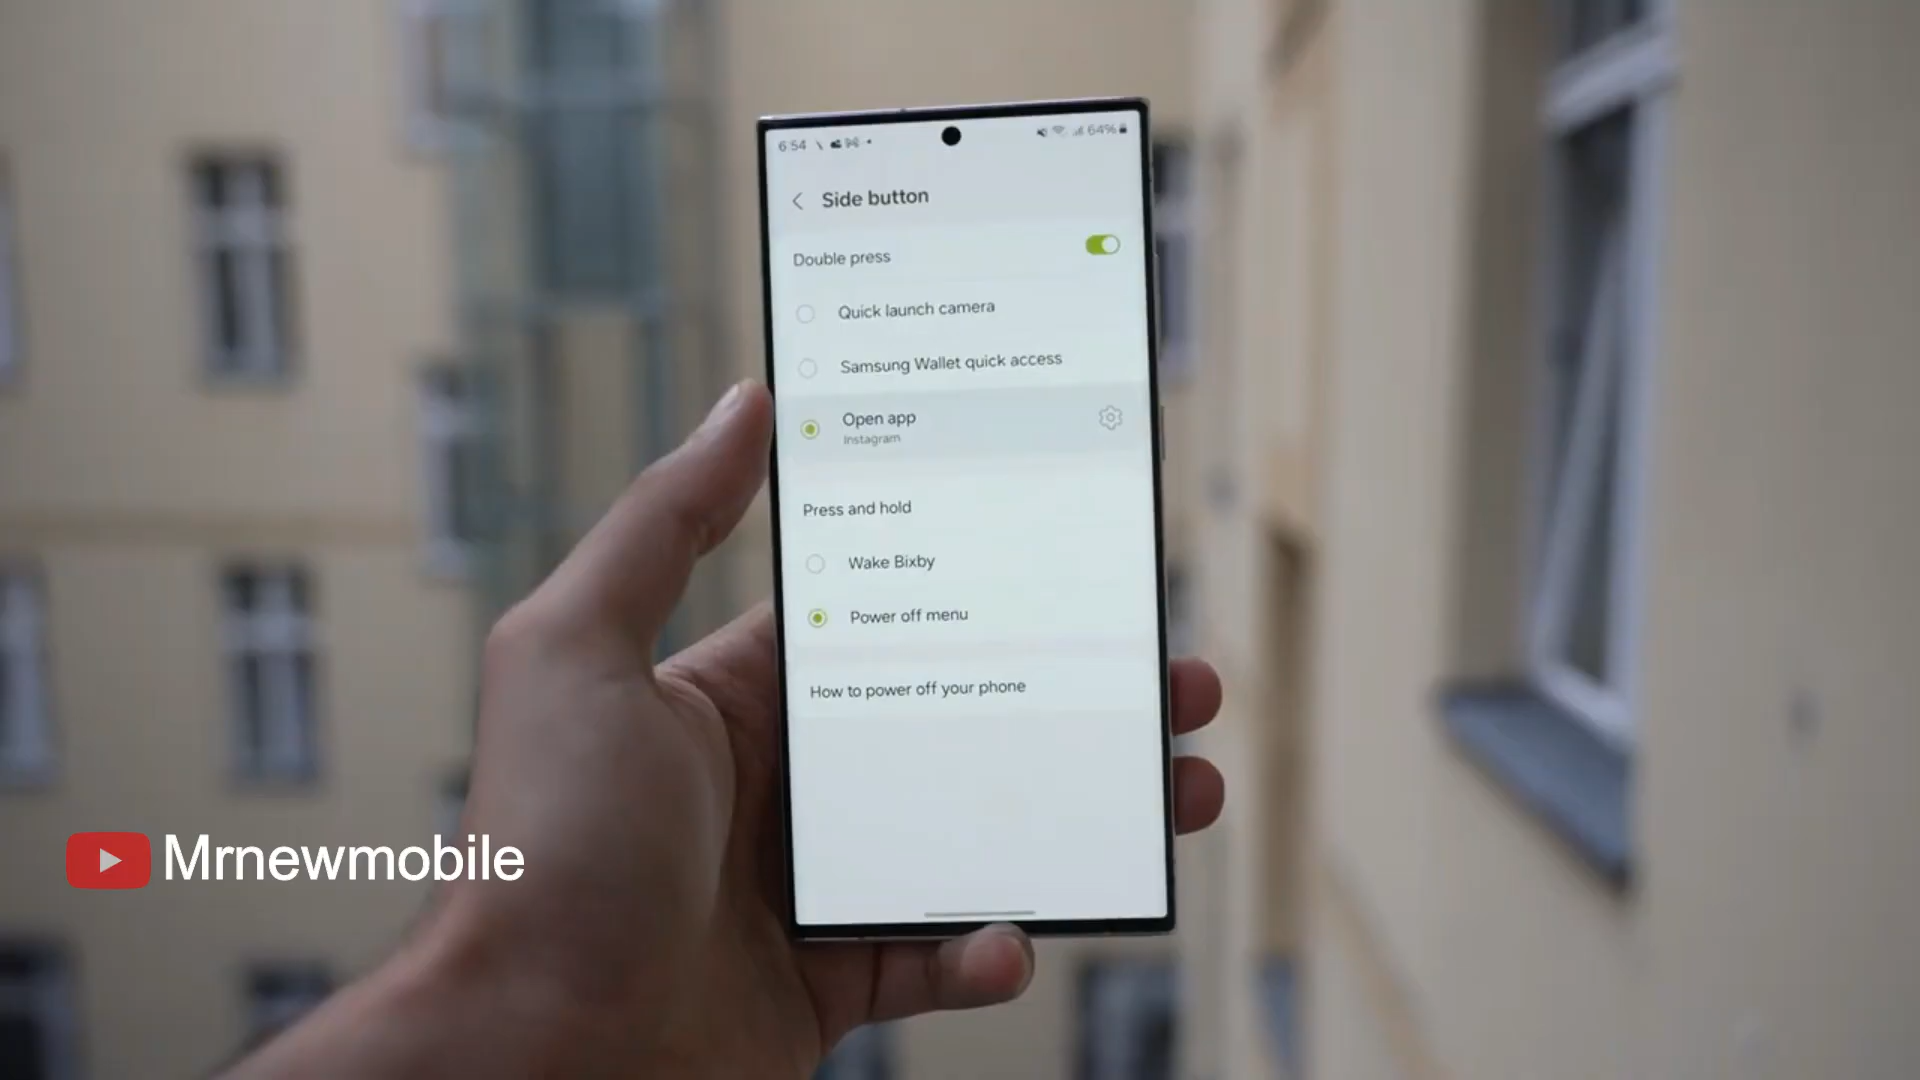 6:54
64%
Side button
Double press
Quick launch camera
Samsung Wallet quick access
Open app
Instagram
Press and hold
Wake Bixby
Power off menu
How to power off your phone
Mrnewmobile